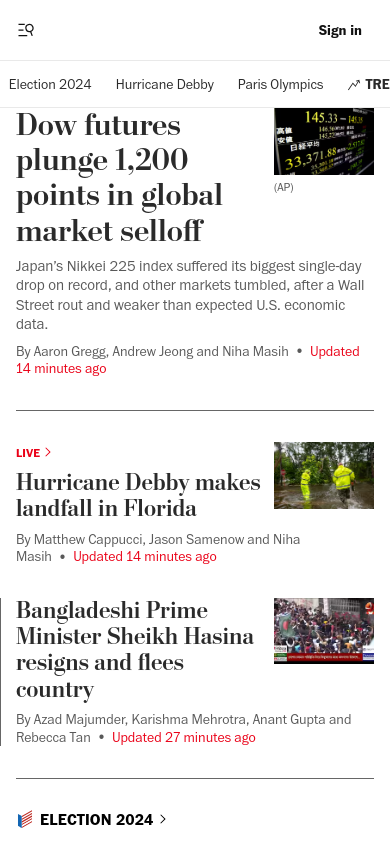 Sign in
Election 2024
Hurricane Debby
Paris Olympics
TRE
Dow futures
plunge 1,200
points in global
market selloff
145.33
高値
安値
日経平均
33,371.88
(AP)
Japan's Nikkei 225 index suffered its biggest single-day
drop on record, and other markets tumbled, after a Wall
Street rout and weaker than expected U.S. economic
data.
By Aaron Gregg, Andrew Jeong and Niha Masih • Updated
14 minutes ago
LIVE
Hurricane Debby makes
landfall in Florida
By Matthew Cappucci, Jason Samenow and Niha
Masih • Updated 14 minutes ago
Bangladeshi Prime
Minister Sheikh Hasina
resigns and flees
country
By Azad Majumder, Karishma Mehrotra, Anant Gupta and
Rebecca Tan • Updated 27 minutes ago
ELECTION 2024